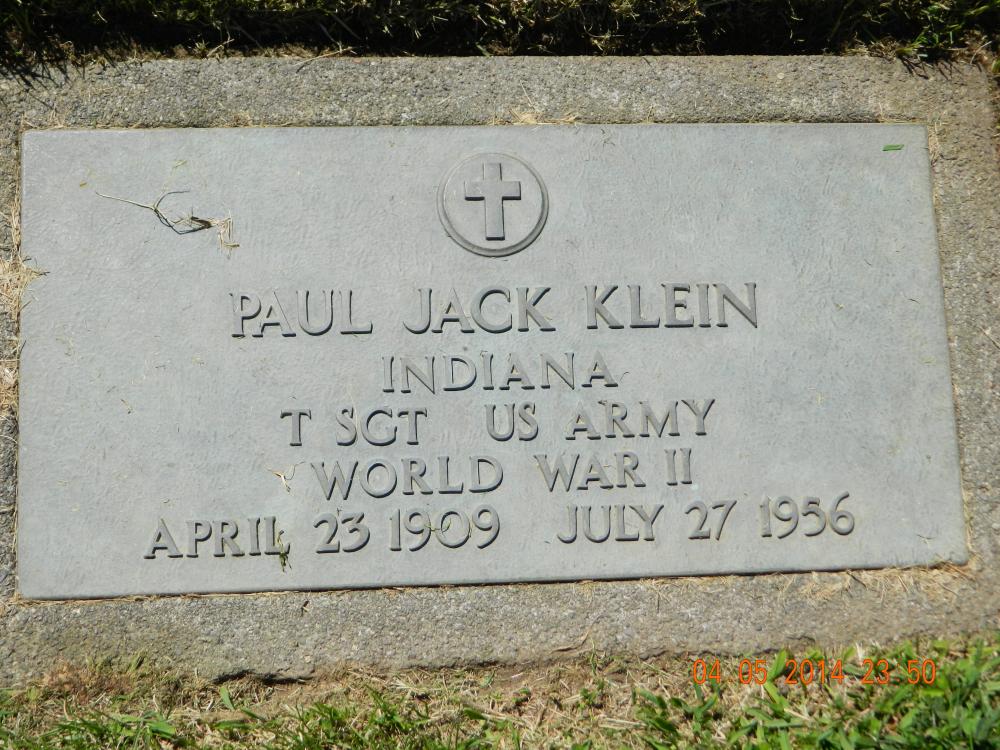 PAUL JACK KLEIN
INDIANA
T SGT US ARMY
WORLD WAR II
APRIL 23 1909 JULY 27 1956
04 05 2014 23 50